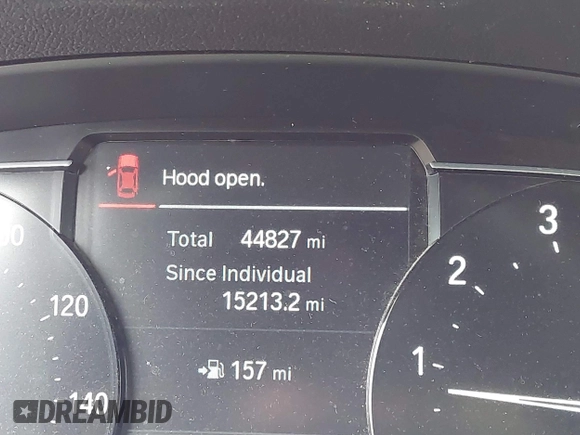 Hood open.
Total 44827 mi
Since Individual
15213.2 mi
157 mi
120
140
1
2
3
DREAMBID